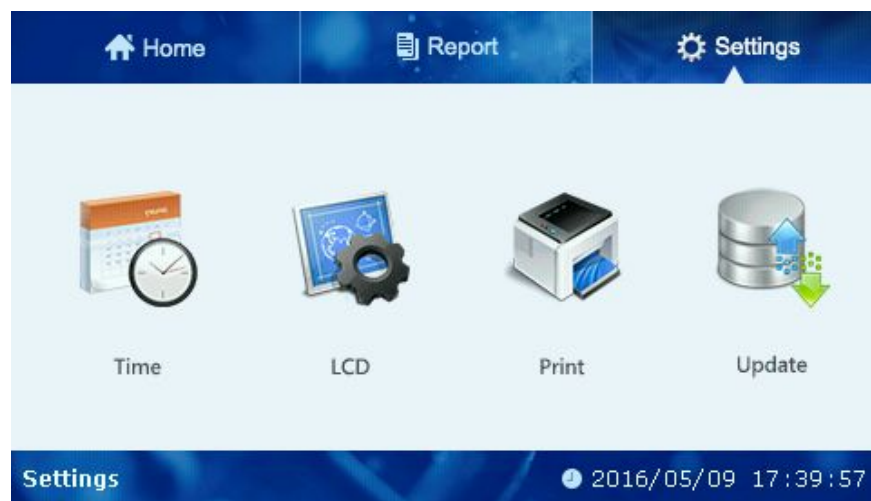 Home
Report
Settings
Time
LCD
Print
Update
Settings
2016/05/09 17:39:57